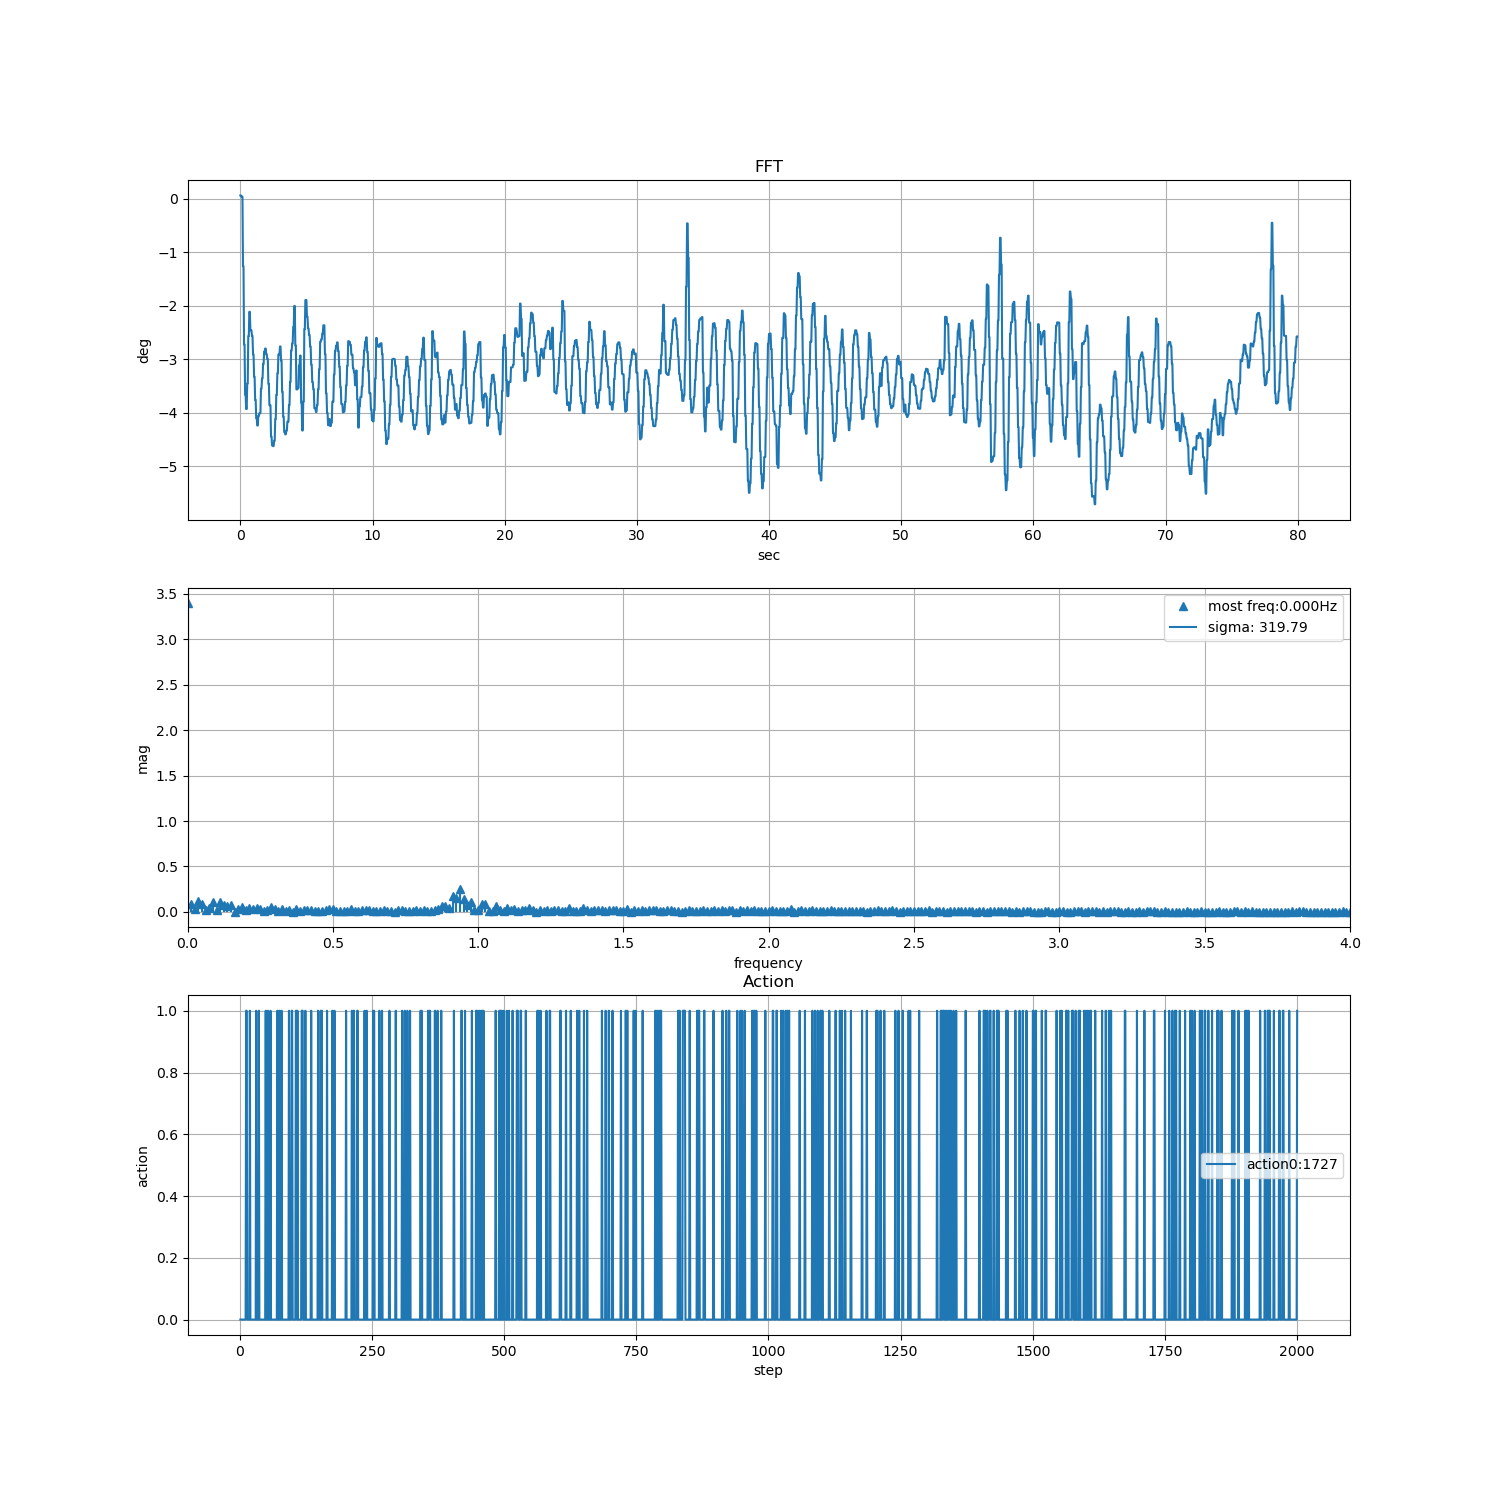 FFT
0
−1
−2
−3
−4
−5
deg
0 10 20 30 40 50 60 70 80
sec
3.5
3.0
2.5
2.0
1.5
1.0
0.5
0.0
mag
most freq:0.000Hz
sigma: 319.79
0.0 0.5 1.0 1.5 2.0 2.5 3.0 3.5 4.0
frequency
Action
1.0
0.8
0.6
0.4
0.2
0.0
action
action0:1727
0 250 500 750 1000 1250 1500 1750 2000
step